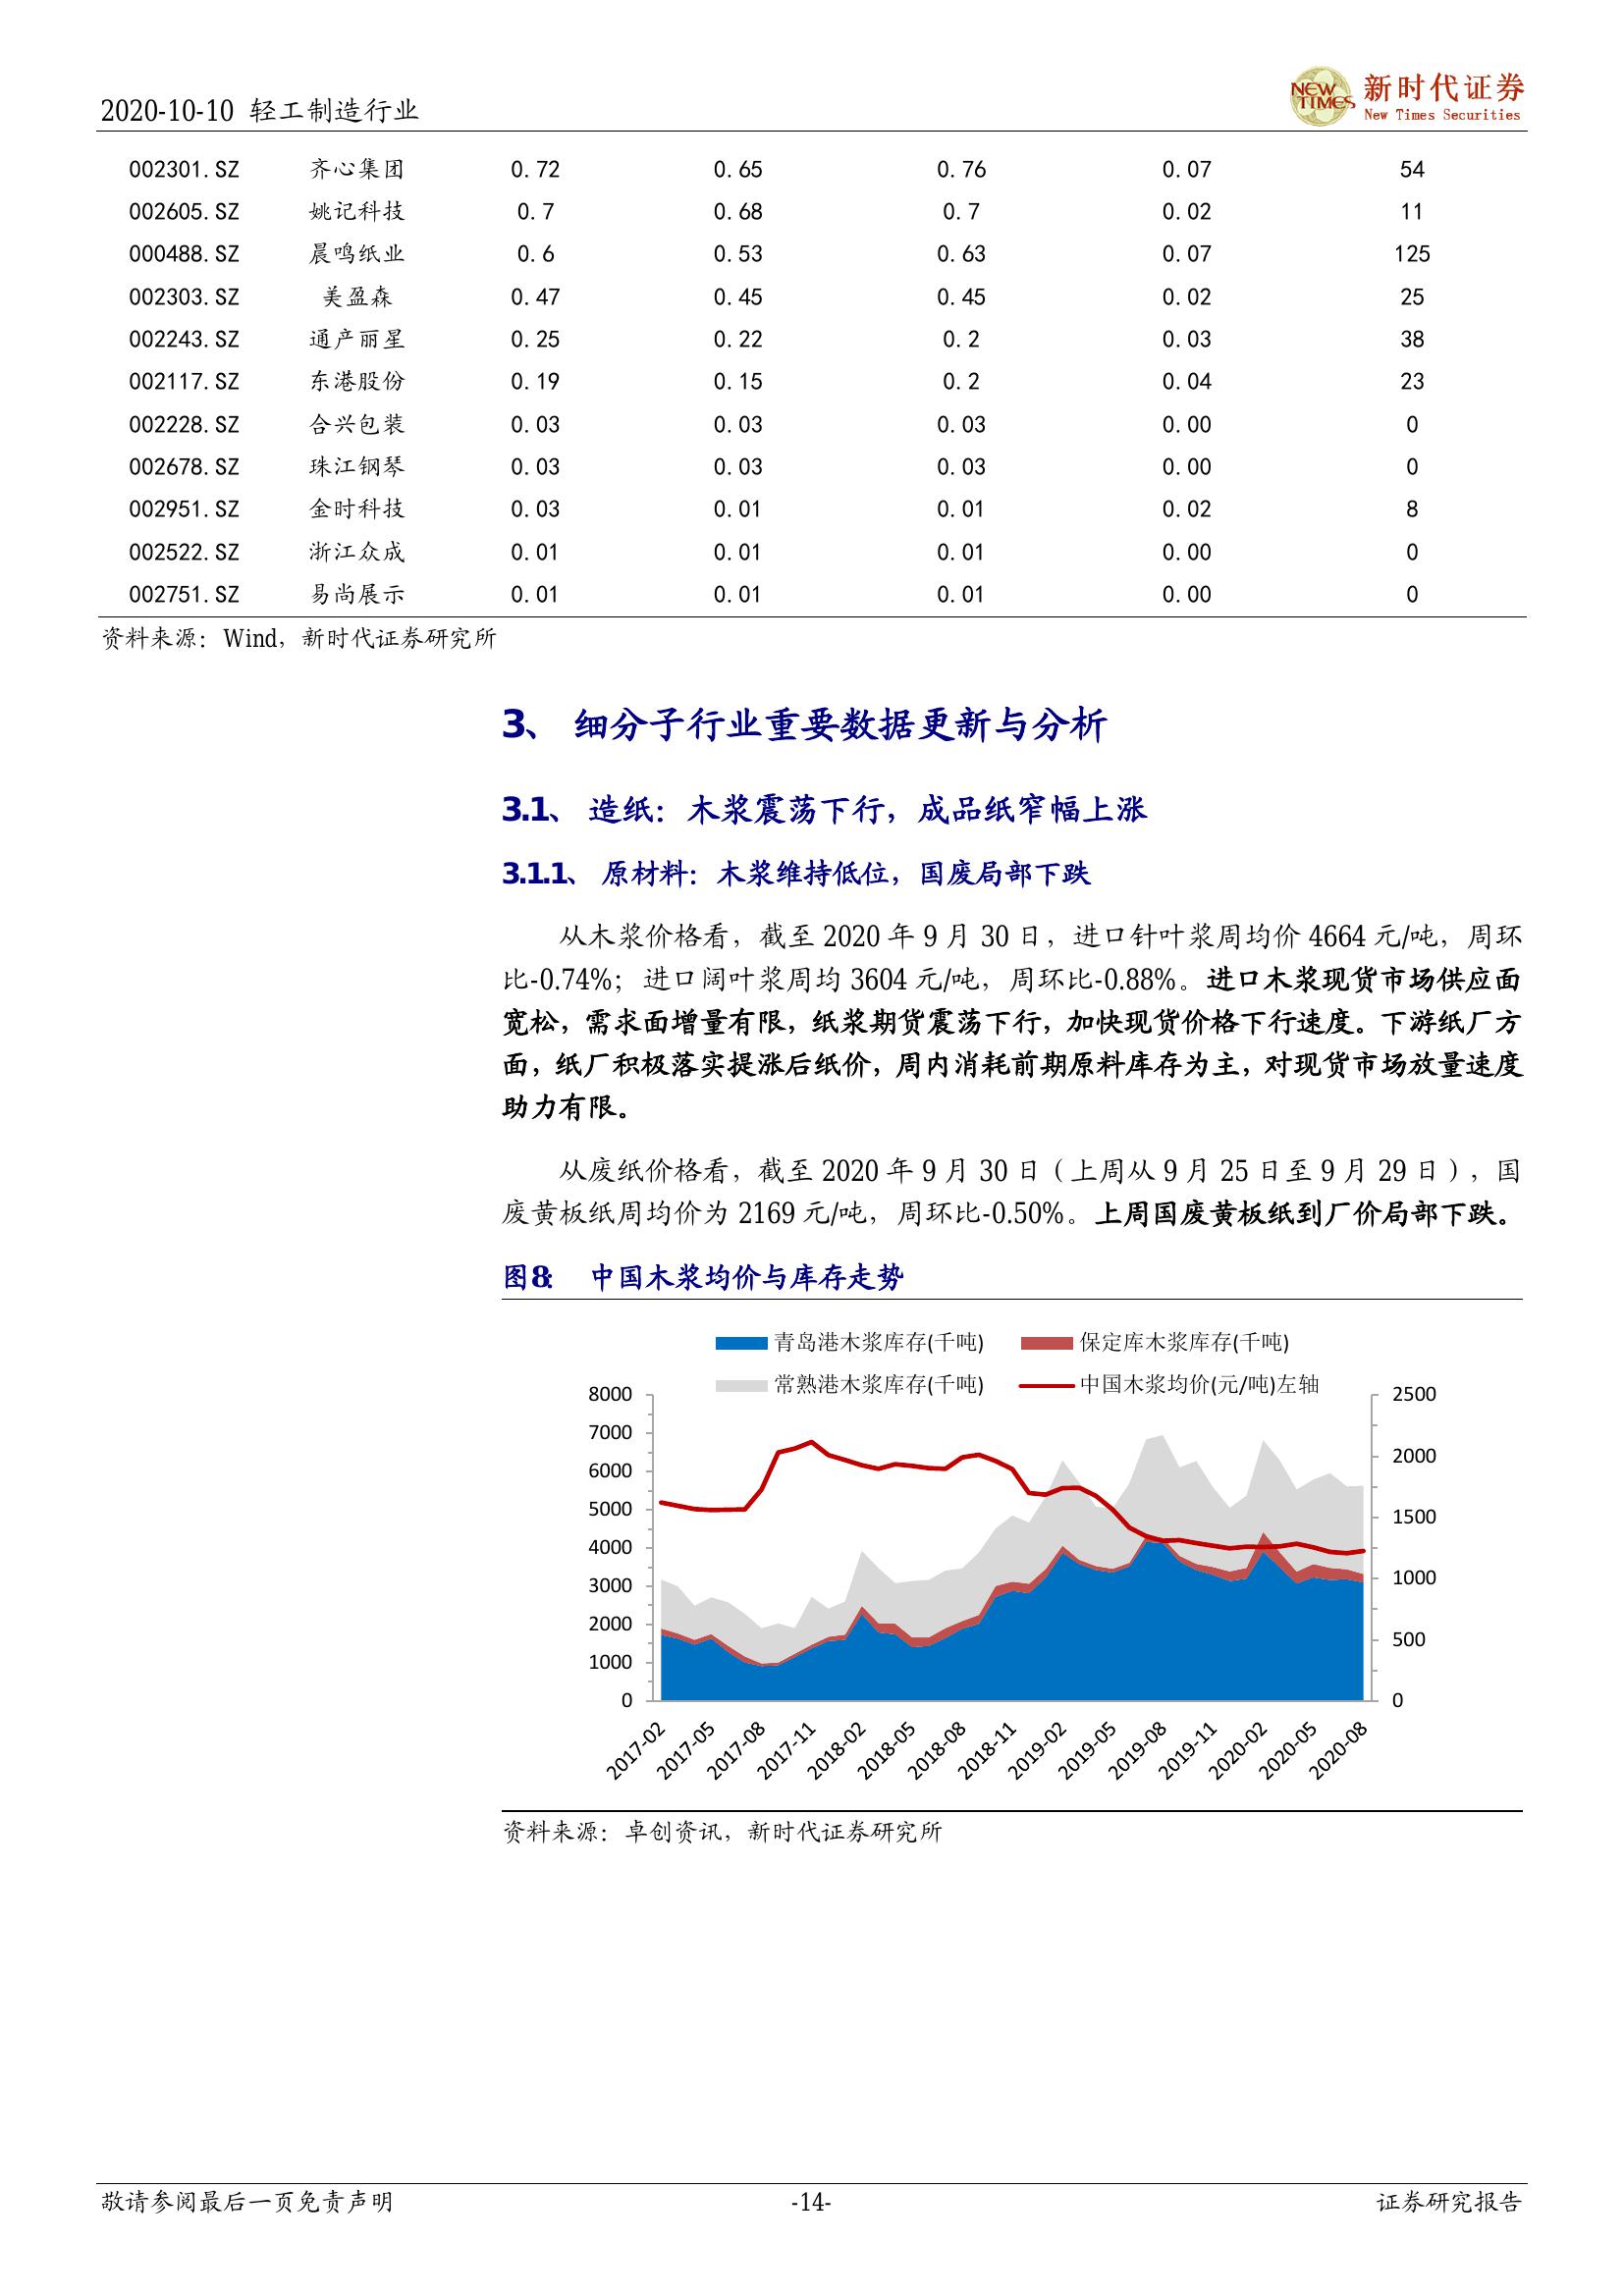 2020-10-10 轻工制造行业
NEW TIMES 新时代证券
New Times Securities
002301.SZ 齐心集团 0.72 0.65 0.76 0.07 54
002605.SZ 姚记科技 0.7 0.68 0.7 0.02 11
000488.SZ 晨鸣纸业 0.6 0.53 0.63 0.07 125
002303.SZ 美盈森 0.47 0.45 0.45 0.02 25
002243.SZ 通产丽星 0.25 0.22 0.2 0.03 38
002117.SZ 东港股份 0.19 0.15 0.2 0.04 23
002228.SZ 合兴包装 0.03 0.03 0.03 0.00 0
002678.SZ 珠江钢琴 0.03 0.03 0.03 0.00 0
002951.SZ 金时科技 0.03 0.01 0.01 0.02 8
002522.SZ 浙江众成 0.01 0.01 0.01 0.00 0
002751.SZ 易尚展示 0.01 0.01 0.01 0.00 0
资料来源：Wind，新时代证券研究所
3、 细分子行业重要数据更新与分析
3.1、 造纸：木浆震荡下行，成品纸窄幅上涨
3.1.1、 原材料：木浆维持低位，国废局部下跌
从木浆价格看，截至 2020 年 9 月 30 日，进口针叶浆周均价 4664 元/吨，周环
比-0.74%；进口阔叶浆周均 3604 元/吨，周环比-0.88%。进口木浆现货市场供应面
宽松，需求面增量有限，纸浆期货震荡下行，加快现货价格下行速度。下游纸厂方
面，纸厂积极落实提涨后纸价，周内消耗前期原料库存为主，对现货市场放量速度
助力有限。
从废纸价格看，截至 2020 年 9 月 30 日（上周从 9 月 25 日至 9 月 29 日），国
废黄板纸周均价为 2169 元/吨，周环比-0.50%。上周国废黄板纸到厂价局部下跌。
图8： 中国木浆均价与库存走势
青岛港木浆库存(千吨) 保定库木浆库存(千吨)
常熟港木浆库存(千吨) 中国木浆均价(元/吨)左轴
8000 2500
7000
6000 2000
5000 1500
4000
3000 1000
2000
1000 500
0 0
2017-02 2017-05 2017-08 2017-11 2018-02 2018-05 2018-08 2018-11 2019-02 2019-05 2019-08 2019-11 2020-02 2020-05 2020-08
资料来源：卓创资讯，新时代证券研究所
敬请参阅最后一页免责声明 -14- 证券研究报告